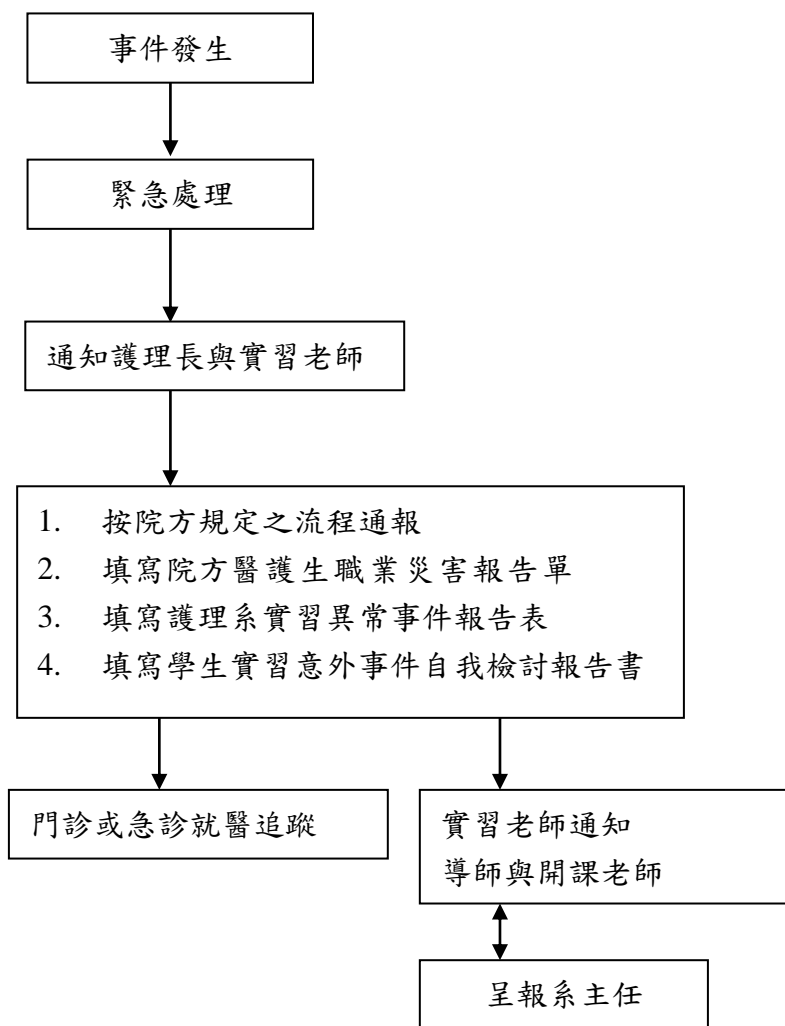 事件發生
緊急處理
通知護理長與實習老師
1. 按院方規定之流程通報
2. 填寫院方醫護生職業災害報告單
3. 填寫護理系實習異常事件報告表
4. 填寫學生實習意外事件自我檢討報告書
門診或急診就醫追蹤
實習老師通知
導師與開課老師
呈報系主任